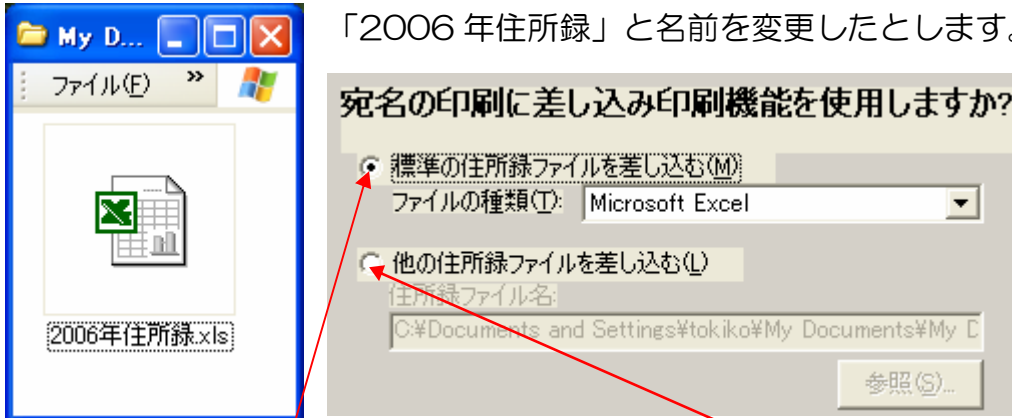 My D...
ファイル(F) »
2006年住所録.xls
「2006年住所録」と名前を変更したとします。
宛名の印刷に差し込み印刷機能を使用しますか?
標準の住所録ファイルを差し込む(M)
ファイルの種類(T): Microsoft Excel
他の住所録ファイルを差し込む(L)
住所録ファイル名:
C:¥Documents and Settings¥tokiko¥My Documents¥My D
参照(S)...